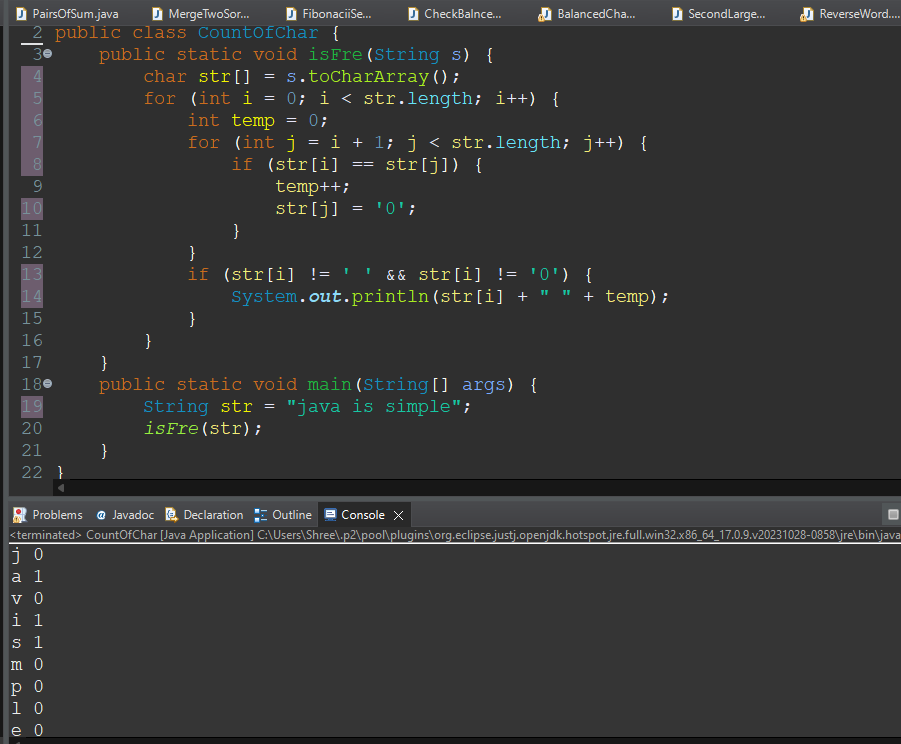 PairsOfSum.java MergeTwoSor... FibonaciiSe... CheckBalnce... BalancedCha... SecondLarge... ReverseWord....
2 public class CountOfChar {
3 public static void isFre(String s) {
4 char str[] = s.toCharArray();
5 for (int i = 0; i < str.length; i++) {
6 int temp = 0;
7 for (int j = i + 1; j < str.length; j++) {
8 if (str[i] == str[j]) {
9 temp++;
10 str[j] = '0';
11 }
12 }
13 if (str[i] != ' ' && str[i] != '0') {
14 System.out.println(str[i] + " " + temp);
15 }
16 }
17 }
18 public static void main(String[] args) {
19 String str = "java is simple";
20 isFre(str);
21 }
22 }
Problems Javadoc Declaration Outline Console
<terminated> CountOfChar [Java Application] C:\Users\Shree\.p2\pool\plugins\org.eclipse.justj.openjdk.hotspot.jre.full.win32.x86_64_17.0.9.v20231028-0858\jre\bin\java
j 0
a 1
v 0
i 1
s 1
m 0
p 0
l 0
e 0